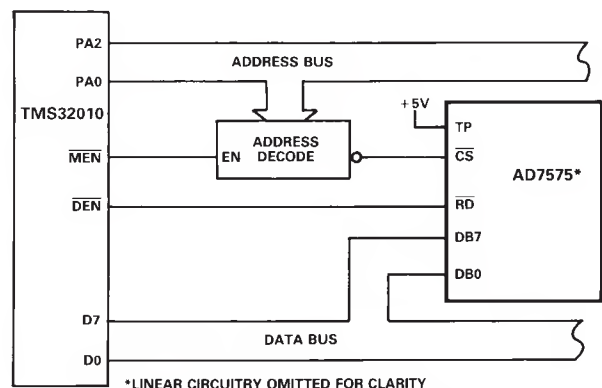 PA2
ADDRESS BUS
PA0
TMS32010
+5V
TP
ADDRESS
DECODE
MEN
EN
CS
AD7575*
DEN
RD
DB7
DB0
D7
DATA BUS
D0
*LINEAR CIRCUITRY OMITTED FOR CLARITY